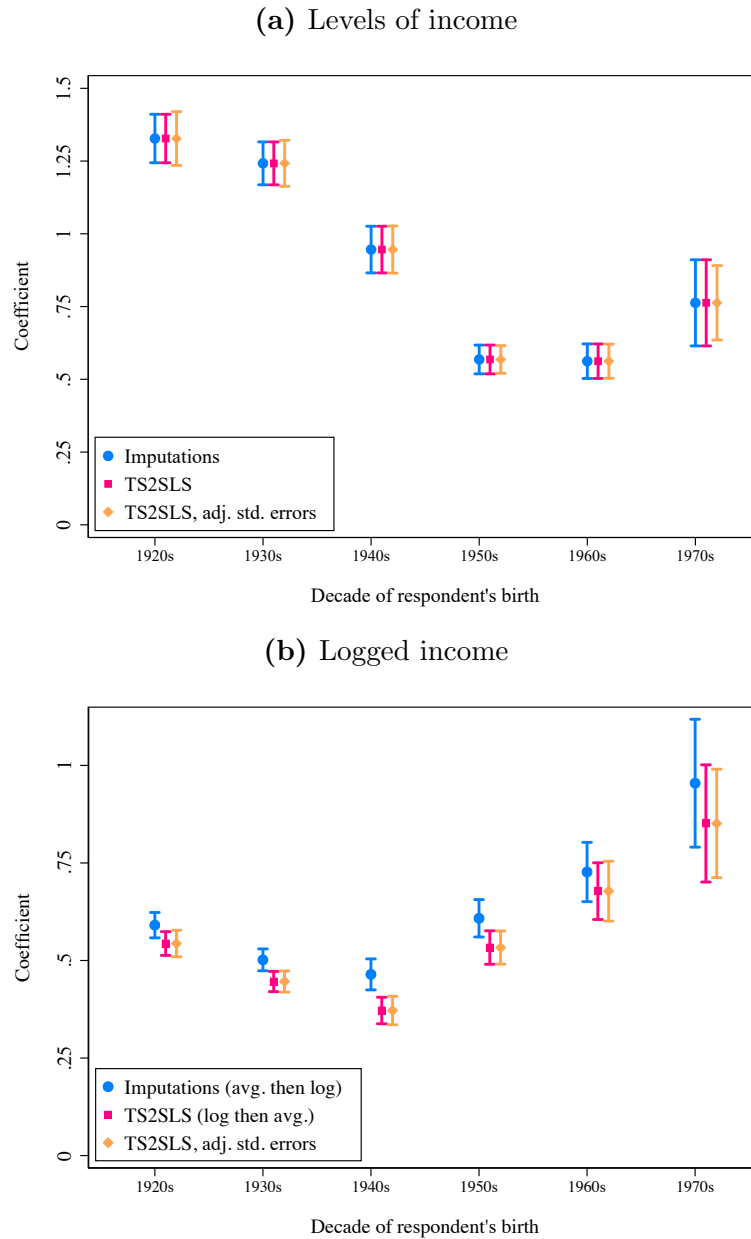 (a) Levels of income
1.5
1.25
1
.75
.5
.25
0
Coefficient
Imputations
TS2SLS
TS2SLS, adj. std. errors
1920s 1930s 1940s 1950s 1960s 1970s
Decade of respondent's birth
(b) Logged income
1
.75
.5
.25
0
Coefficient
Imputations (avg. then log)
TS2SLS (log then avg.)
TS2SLS, adj. std. errors
1920s 1930s 1940s 1950s 1960s 1970s
Decade of respondent's birth